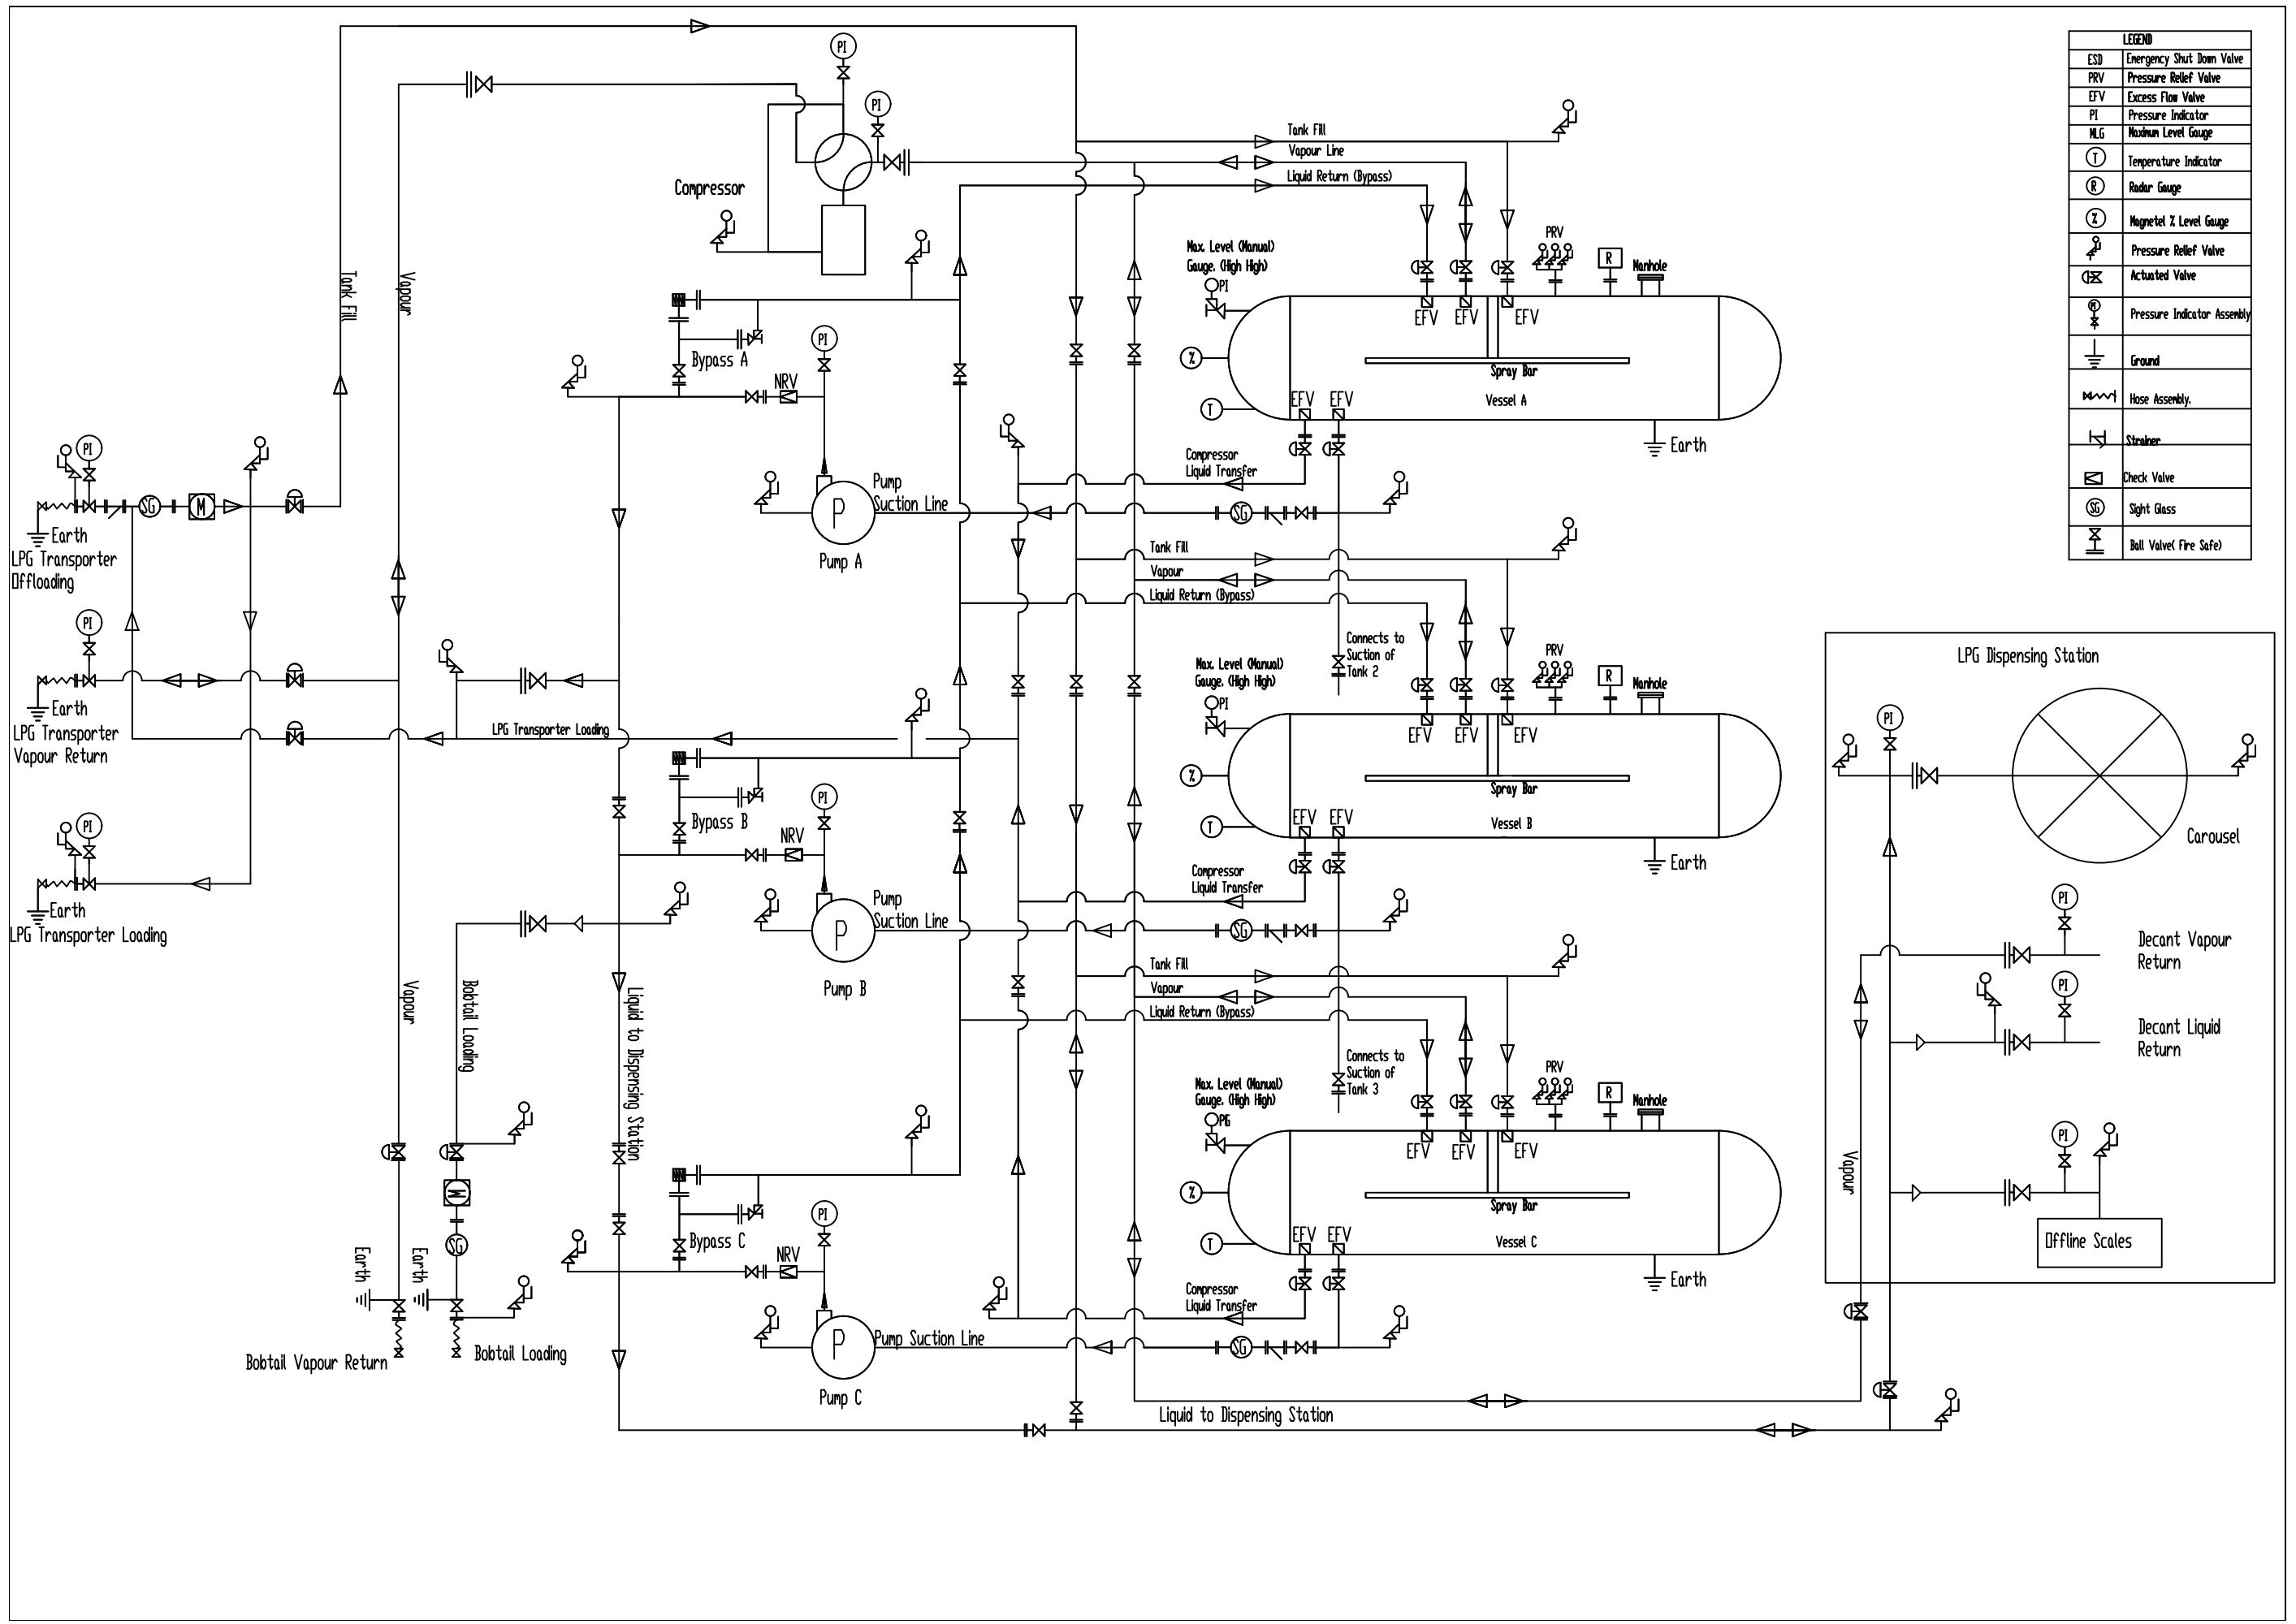 LEGEND
ESD Emergency Shut Down Valve
PRV Pressure Relief Valve
EFV Excess Flow Valve
PI Pressure Indicator
MLG Maximum Level Gauge
T Temperature Indicator
R Radar Gauge
% Magnetel % Level Gauge
Pressure Relief Valve
Actuated Valve
M Pressure Indicator Assembly
Ground
Hose Assembly.
Strainer
Check Valve
SG Sight Glass
Ball Valve( Fire Safe)
PI
PI
Compressor
Tank Fill
Vapour
Tank Fill
Vapour Line
Liquid Return (Bypass)
Max. Level (Manual)
Gauge. (High High)
PI
PRV
R
Manhole
EFV
EFV
EFV
%
Spray Bar
T
EFV
EFV
Vessel A
Earth
Bypass A
PI
NRV
PI
SG
M
Earth
LPG Transporter
Offloading
Pump
Suction Line
P
Pump A
Compressor
Liquid Transfer
SG
Tank Fill
Vapour
Liquid Return (Bypass)
Connects to
Suction of
Tank 2
PI
Earth
LPG Transporter
Vapour Return
LPG Transporter Loading
Max. Level (Manual)
Gauge. (High High)
PI
PRV
R
Manhole
EFV
EFV
EFV
%
Spray Bar
T
EFV
EFV
Vessel B
Earth
PI
Bypass B
NRV
PI
Earth
LPG Transporter Loading
Pump
Suction Line
P
Pump B
Compressor
Liquid Transfer
SG
Tank Fill
Vapour
Liquid Return (Bypass)
Connects to
Suction of
Tank 3
Vapour
Bobtail Loading
Liquid to Dispensing Station
Max. Level (Manual)
Gauge. (High High)
PG
PRV
R
Manhole
EFV
EFV
EFV
%
Spray Bar
T
EFV
EFV
Vessel C
Earth
M
SG
Earth
Earth
Bobtail Vapour Return
Bobtail Loading
PI
Bypass C
NRV
Pump Suction Line
P
Pump C
Compressor
Liquid Transfer
SG
Liquid to Dispensing Station
LPG Dispensing Station
PI
Carousel
PI
Decant Vapour
Return
PI
Decant Liquid
Return
Vapour
PI
Offline Scales